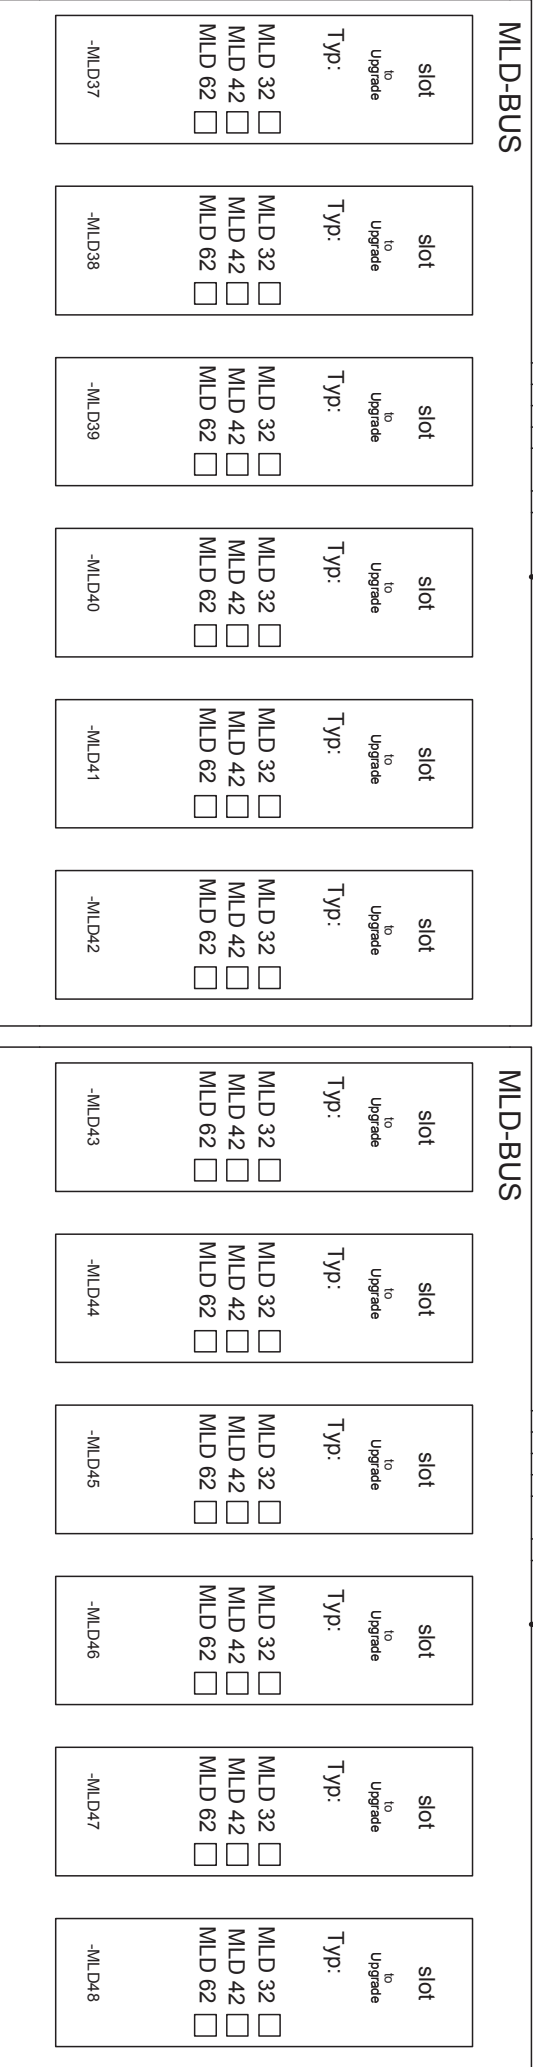 MLD-BUS
slot
to
Upgrade
Typ:
MLD 32
MLD 42
MLD 62
-MLD37
slot
to
Upgrade
Typ:
MLD 32
MLD 42
MLD 62
-MLD38
slot
to
Upgrade
Typ:
MLD 32
MLD 42
MLD 62
-MLD39
slot
to
Upgrade
Typ:
MLD 32
MLD 42
MLD 62
-MLD40
slot
to
Upgrade
Typ:
MLD 32
MLD 42
MLD 62
-MLD41
slot
to
Upgrade
Typ:
MLD 32
MLD 42
MLD 62
-MLD42
MLD-BUS
slot
to
Upgrade
Typ:
MLD 32
MLD 42
MLD 62
-MLD43
slot
to
Upgrade
Typ:
MLD 32
MLD 42
MLD 62
-MLD44
slot
to
Upgrade
Typ:
MLD 32
MLD 42
MLD 62
-MLD45
slot
to
Upgrade
Typ:
MLD 32
MLD 42
MLD 62
-MLD46
slot
to
Upgrade
Typ:
MLD 32
MLD 42
MLD 62
-MLD47
slot
to
Upgrade
Typ:
MLD 32
MLD 42
MLD 62
-MLD48